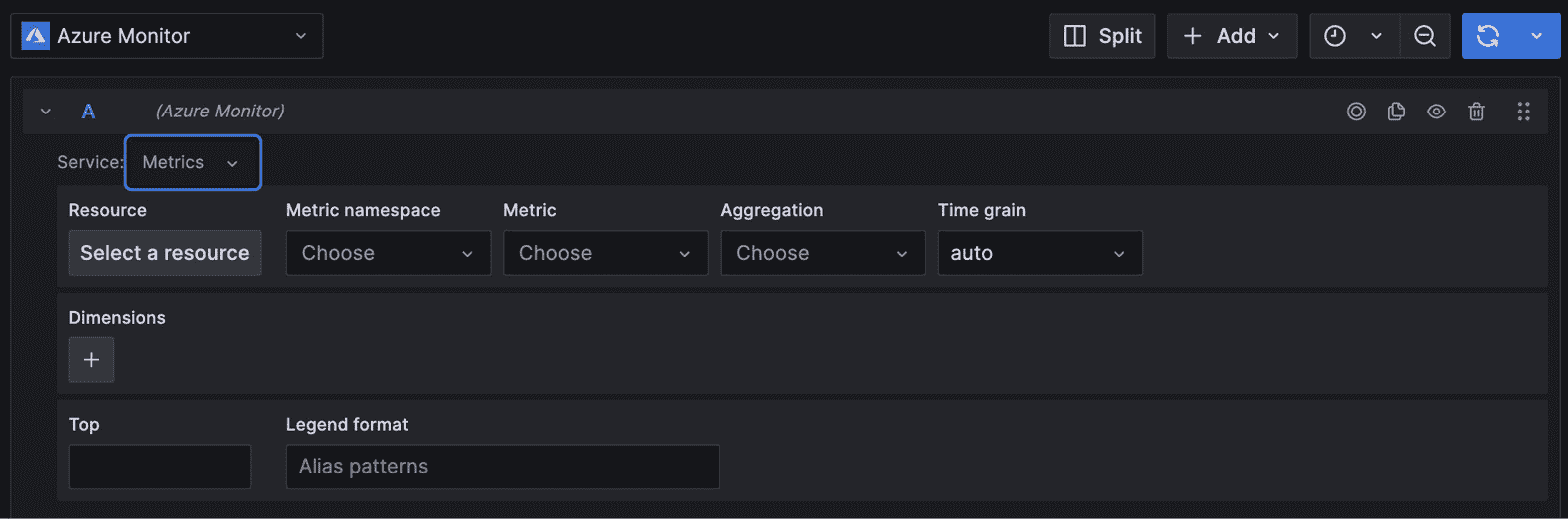 Azure Monitor
Split
Add
A (Azure Monitor)
Service: Metrics
Resource Metric namespace Metric Aggregation Time grain
Select a resource Choose Choose Choose auto
Dimensions
Top Legend format
Alias patterns